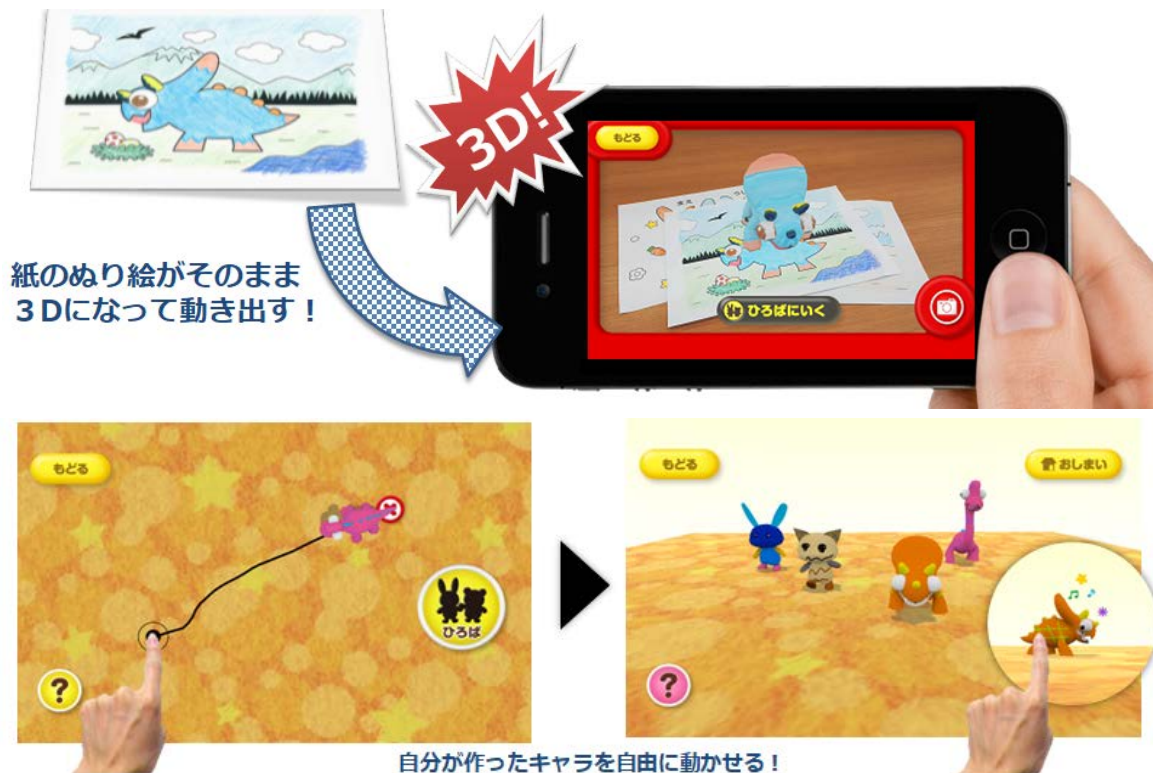 3D!
もどる
ひろばにいく
紙のぬり絵がそのまま
３Ｄになって動き出す！
もどる
ひろば
?
もどる
おしまい
?
自分が作ったキャラを自由に動かせる！